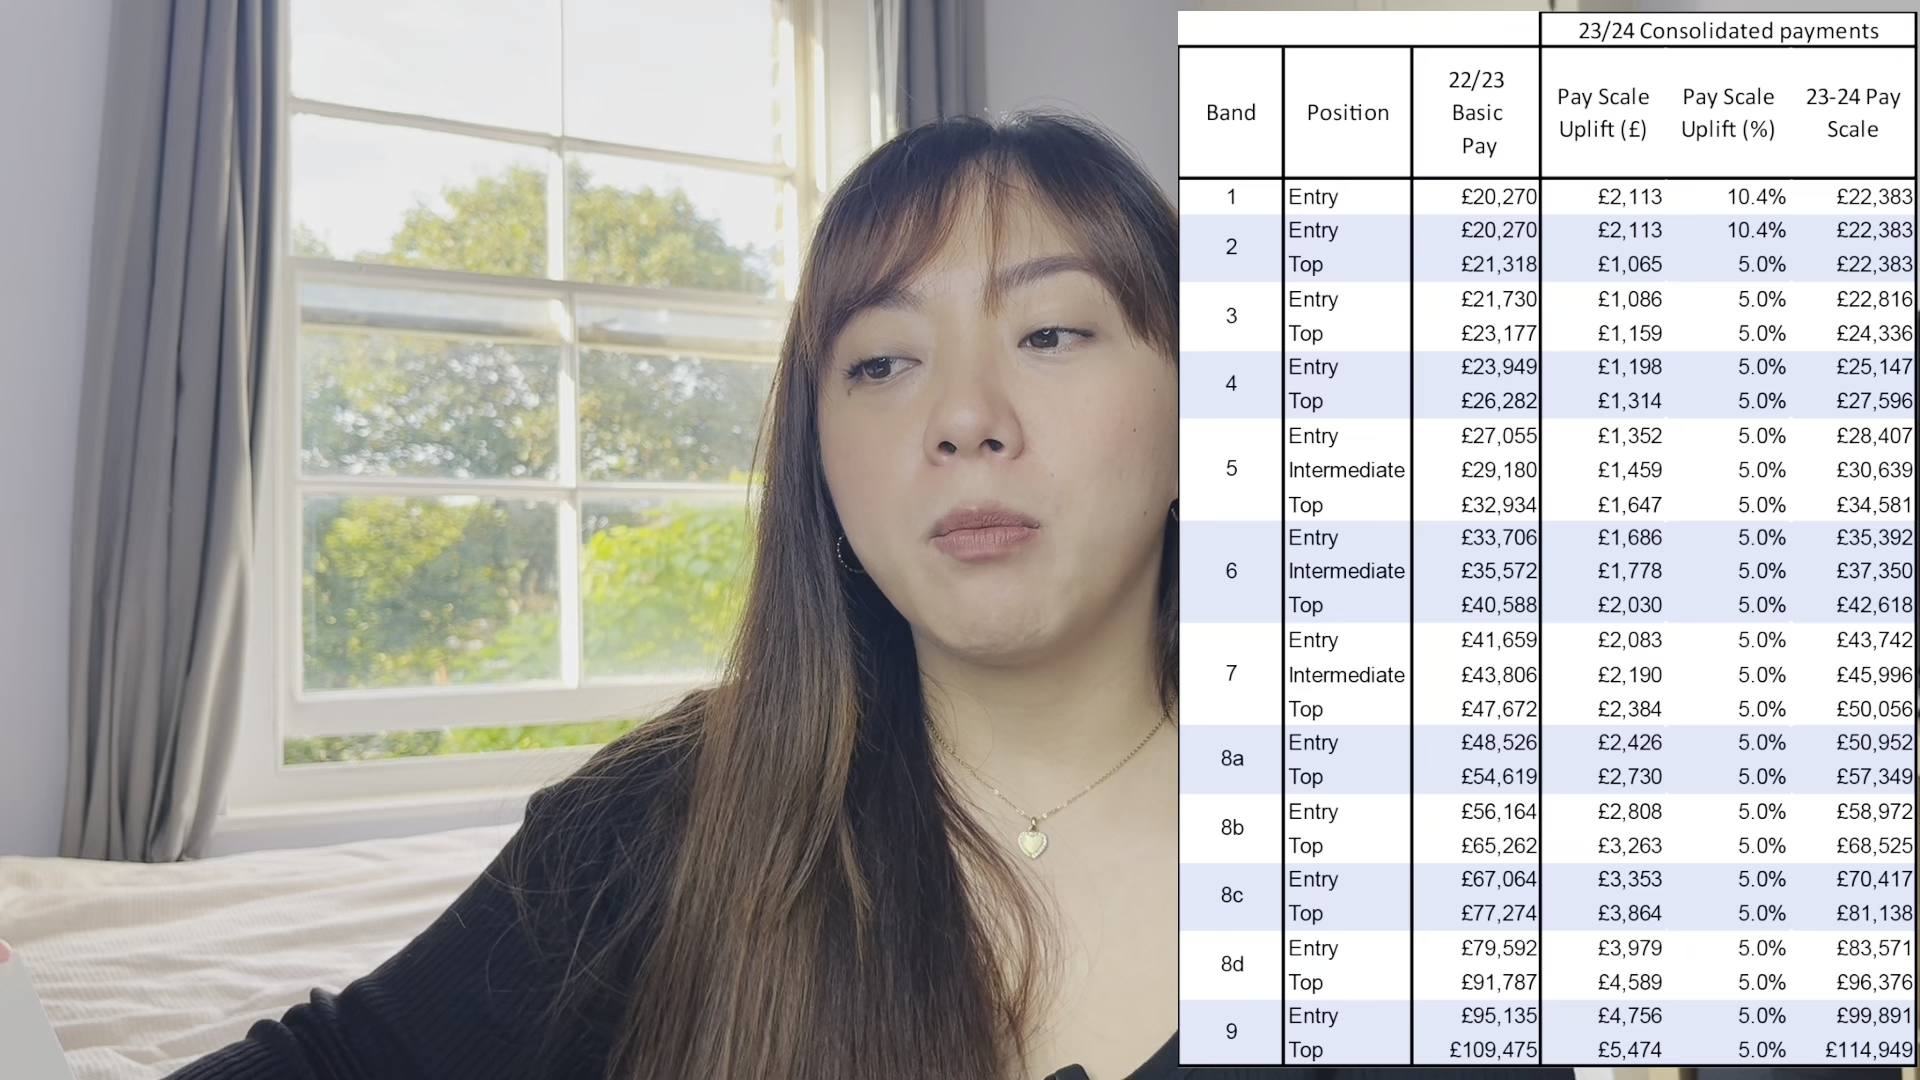 23/24 Consolidated payments
Band Position 22/23 Basic Pay Pay Scale Uplift (£) Pay Scale Uplift (%) 23-24 Pay Scale
1 Entry £20,270 £2,113 10.4% £22,383
2 Entry £20,270 £2,113 10.4% £22,383
Top £21,318 £1,065 5.0% £22,383
3 Entry £21,730 £1,086 5.0% £22,816
Top £23,177 £1,159 5.0% £24,336
4 Entry £23,949 £1,198 5.0% £25,147
Top £26,282 £1,314 5.0% £27,596
5 Entry £27,055 £1,352 5.0% £28,407
Intermediate £29,180 £1,459 5.0% £30,639
Top £32,934 £1,647 5.0% £34,581
6 Entry £33,706 £1,686 5.0% £35,392
Intermediate £35,572 £1,778 5.0% £37,350
Top £40,588 £2,030 5.0% £42,618
7 Entry £41,659 £2,083 5.0% £43,742
Intermediate £43,806 £2,190 5.0% £45,996
Top £47,672 £2,384 5.0% £50,056
8a Entry £48,526 £2,426 5.0% £50,952
Top £54,619 £2,730 5.0% £57,349
8b Entry £56,164 £2,808 5.0% £58,972
Top £65,262 £3,263 5.0% £68,525
8c Entry £67,064 £3,353 5.0% £70,417
Top £77,274 £3,864 5.0% £81,138
8d Entry £79,592 £3,979 5.0% £83,571
Top £91,787 £4,589 5.0% £96,376
9 Entry £95,135 £4,756 5.0% £99,891
Top £109,475 £5,474 5.0% £114,949